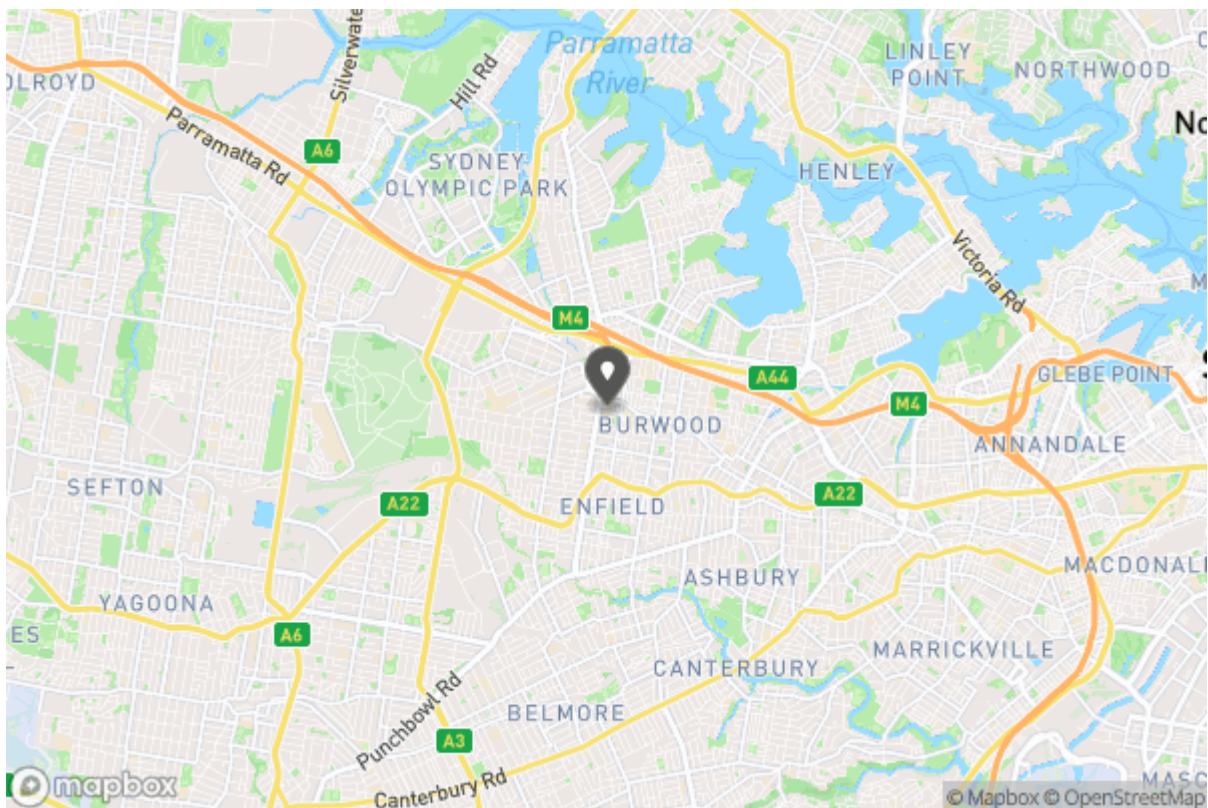 Parramatta
River
LINLEY
POINT
NORTHWOOD
OLROYD
Silverwater
Hill Rd
No
Parramatta Rd
A6
SYDNEY
OLYMPIC PARK
HENLEY
Victoria Rd
M
M4
A44
GLEBE POINT
S
M4
BURWOOD
ANNANDALE
SEFTON
A22
ENFIELD
A22
ASHBURY
MACDONALD
YAGOONA
ES
A6
MARRICKVILLE
CANTERBURY
Punchbowl Rd
BELMORE
A3
Canterbury Rd
MASC
mapbox
© Mapbox © OpenStreetMap